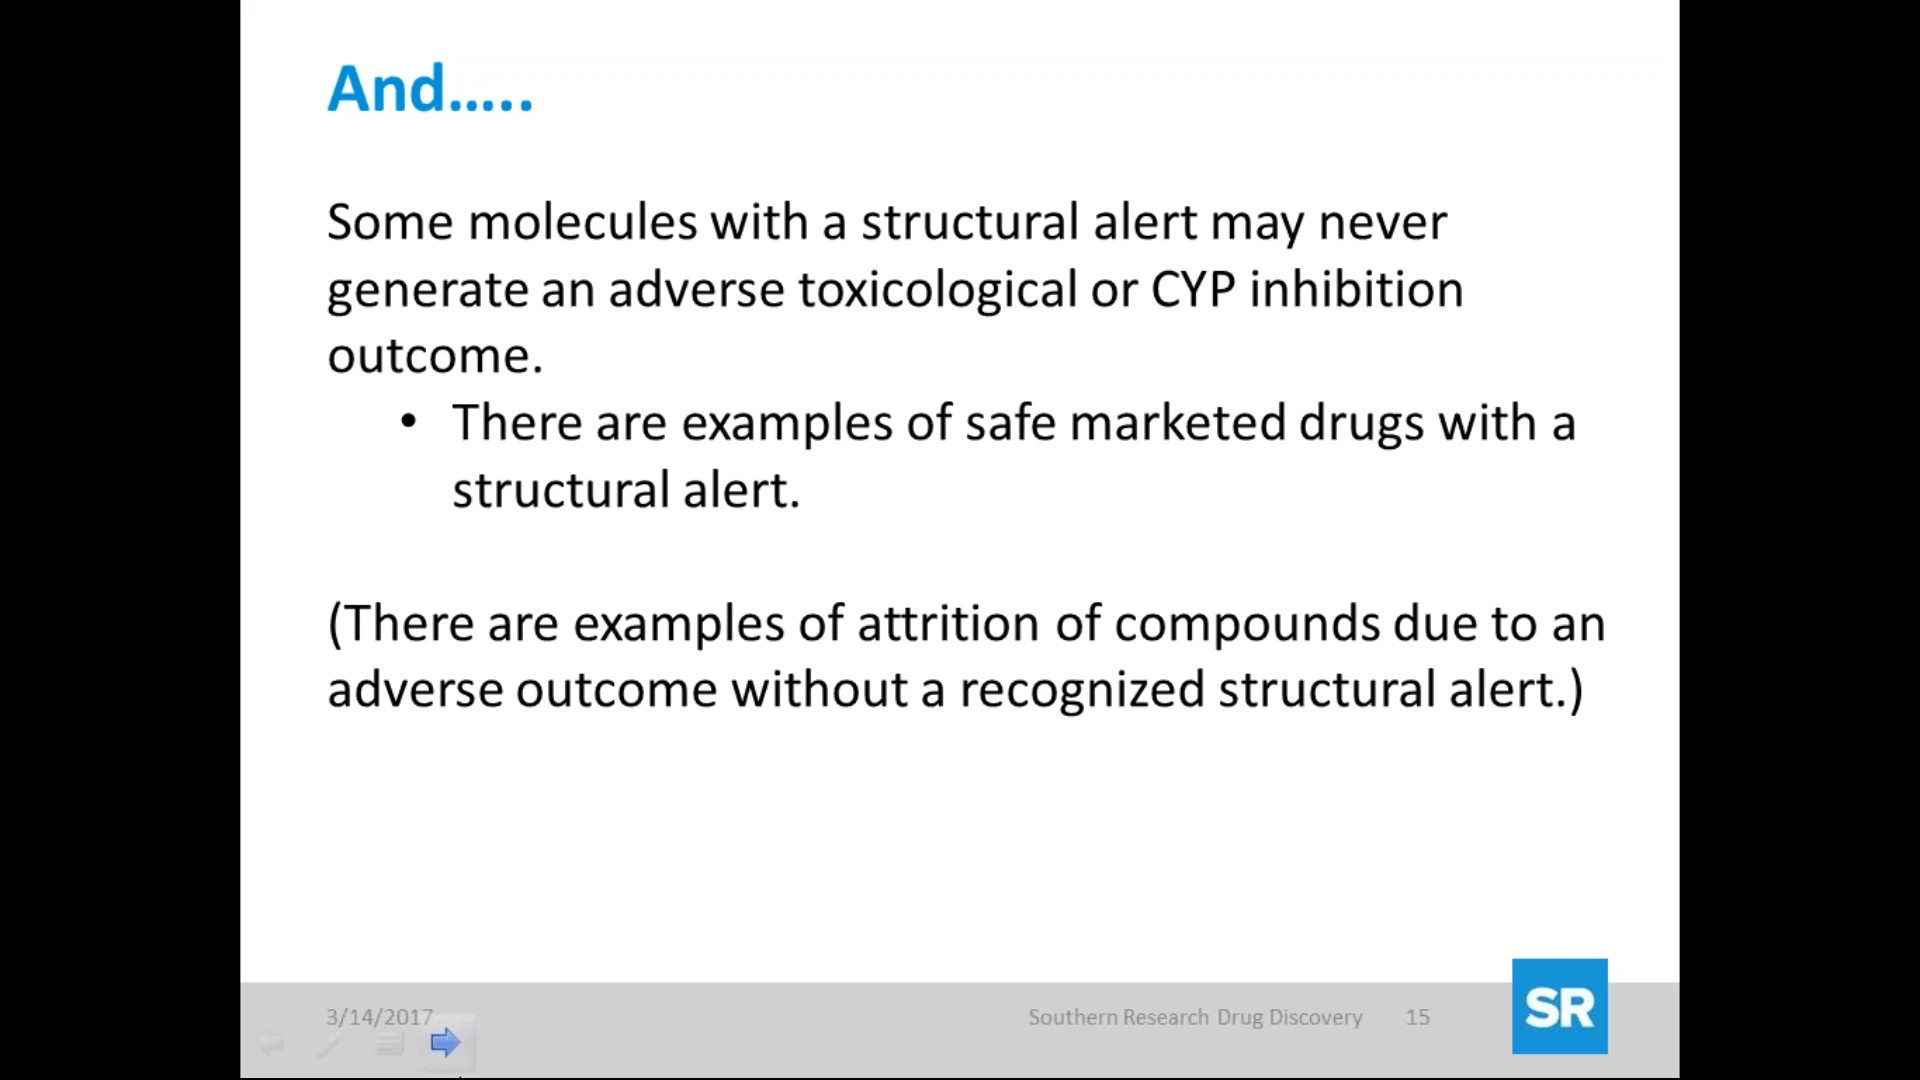 And…..
Some molecules with a structural alert may never
generate an adverse toxicological or CYP inhibition
outcome.
• There are examples of safe marketed drugs with a
structural alert.
(There are examples of attrition of compounds due to an
adverse outcome without a recognized structural alert.)
3/14/2017
Southern Research Drug Discovery
15
SR